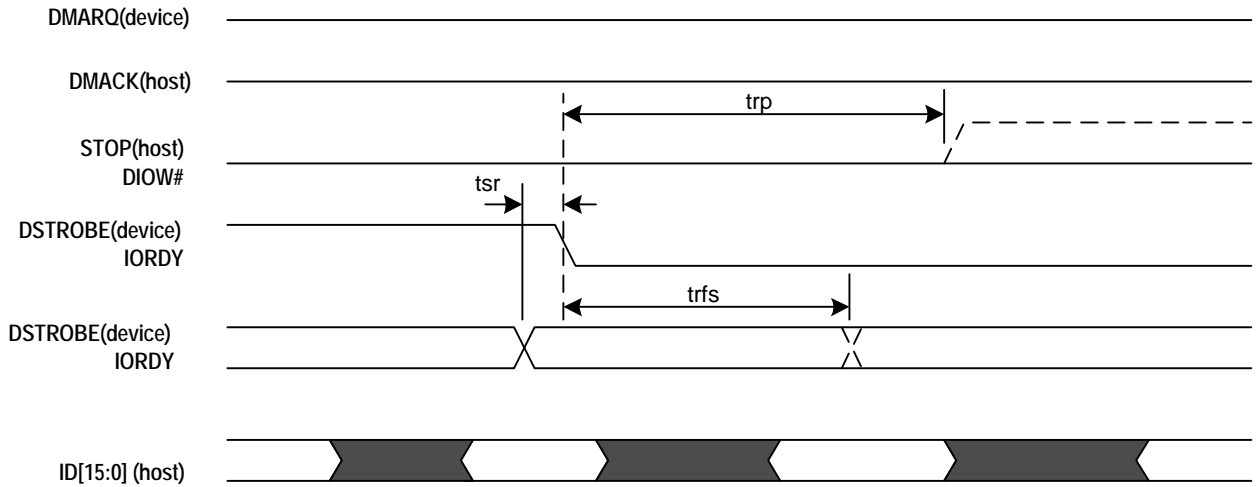 DMARQ(device)
DMACK(host)
trp
STOP(host)
DIOW#
tsr
DSTROBE(device)
IORDY
trfs
DSTROBE(device)
IORDY
ID[15:0] (host)